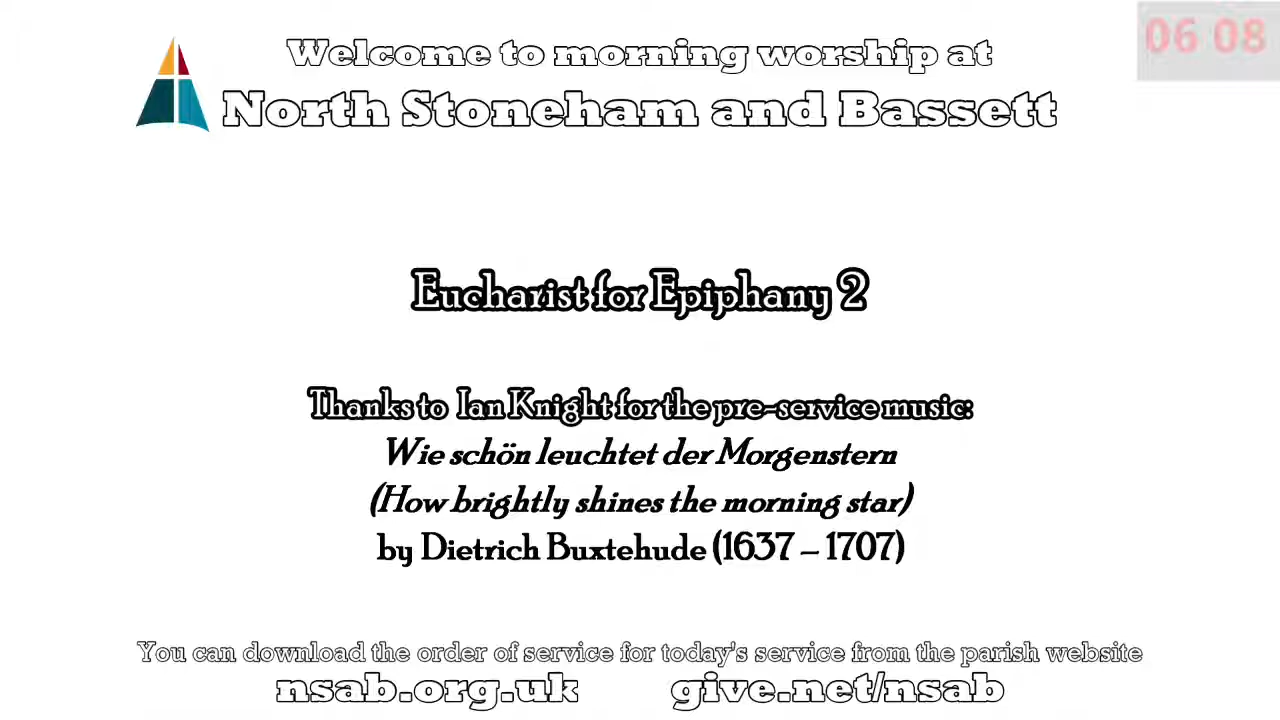 06 08
Welcome to morning worship at
North Stoneham and Bassett
Eucharist for Epiphany 2
Thanks to Ian Knight for the pre-service music:
Wie schön leuchtet der Morgenstern
(How brightly shines the morning star)
by Dietrich Buxtehude (1637 – 1707)
You can download the order of service for today's service from the parish website
nsab.org.uk give.net/nsab